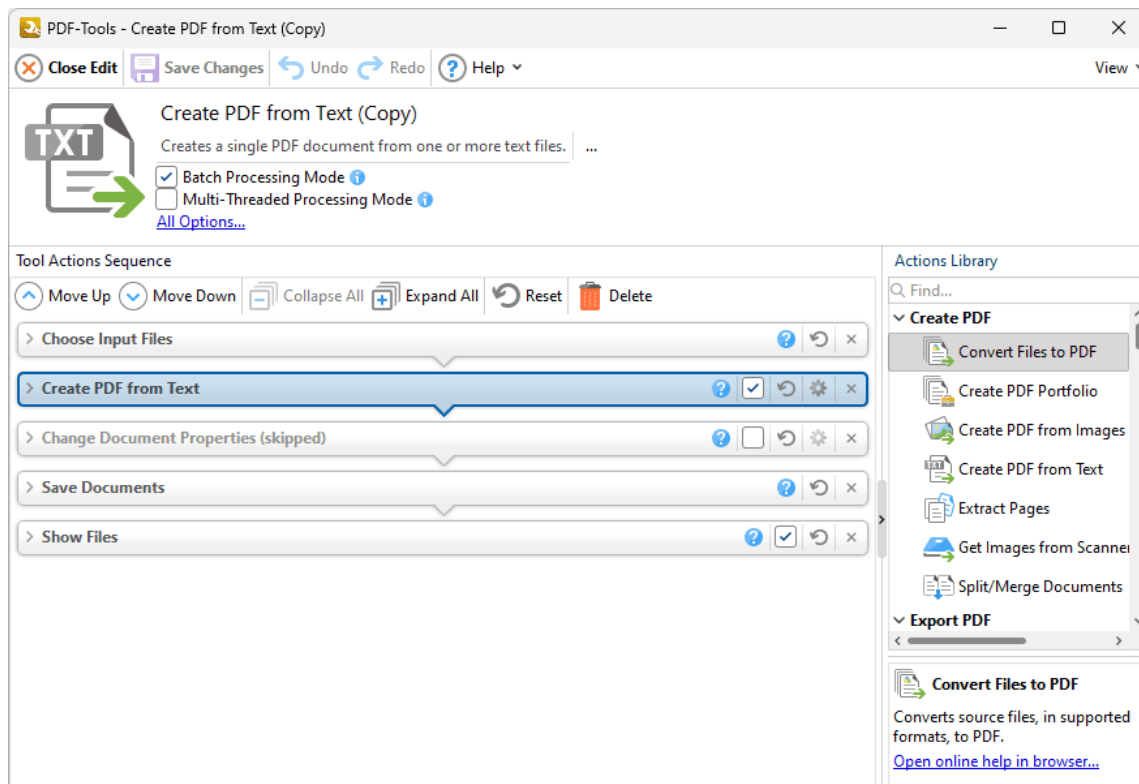 PDF-Tools - Create PDF from Text (Copy)
Close Edit Save Changes Undo Redo Help View
TXT
Create PDF from Text (Copy)
Creates a single PDF document from one or more text files. ...
Batch Processing Mode
Multi-Threaded Processing Mode
All Options...
Tool Actions Sequence
Move Up Move Down Collapse All Expand All Reset Delete
Choose Input Files
Create PDF from Text
Change Document Properties (skipped)
Save Documents
Show Files
Actions Library
Find...
Create PDF
Convert Files to PDF
Create PDF Portfolio
Create PDF from Images
TXT
Create PDF from Text
Extract Pages
Get Images from Scanner
Split/Merge Documents
Export PDF
Convert Files to PDF
Converts source files, in supported
formats, to PDF.
Open online help in browser...